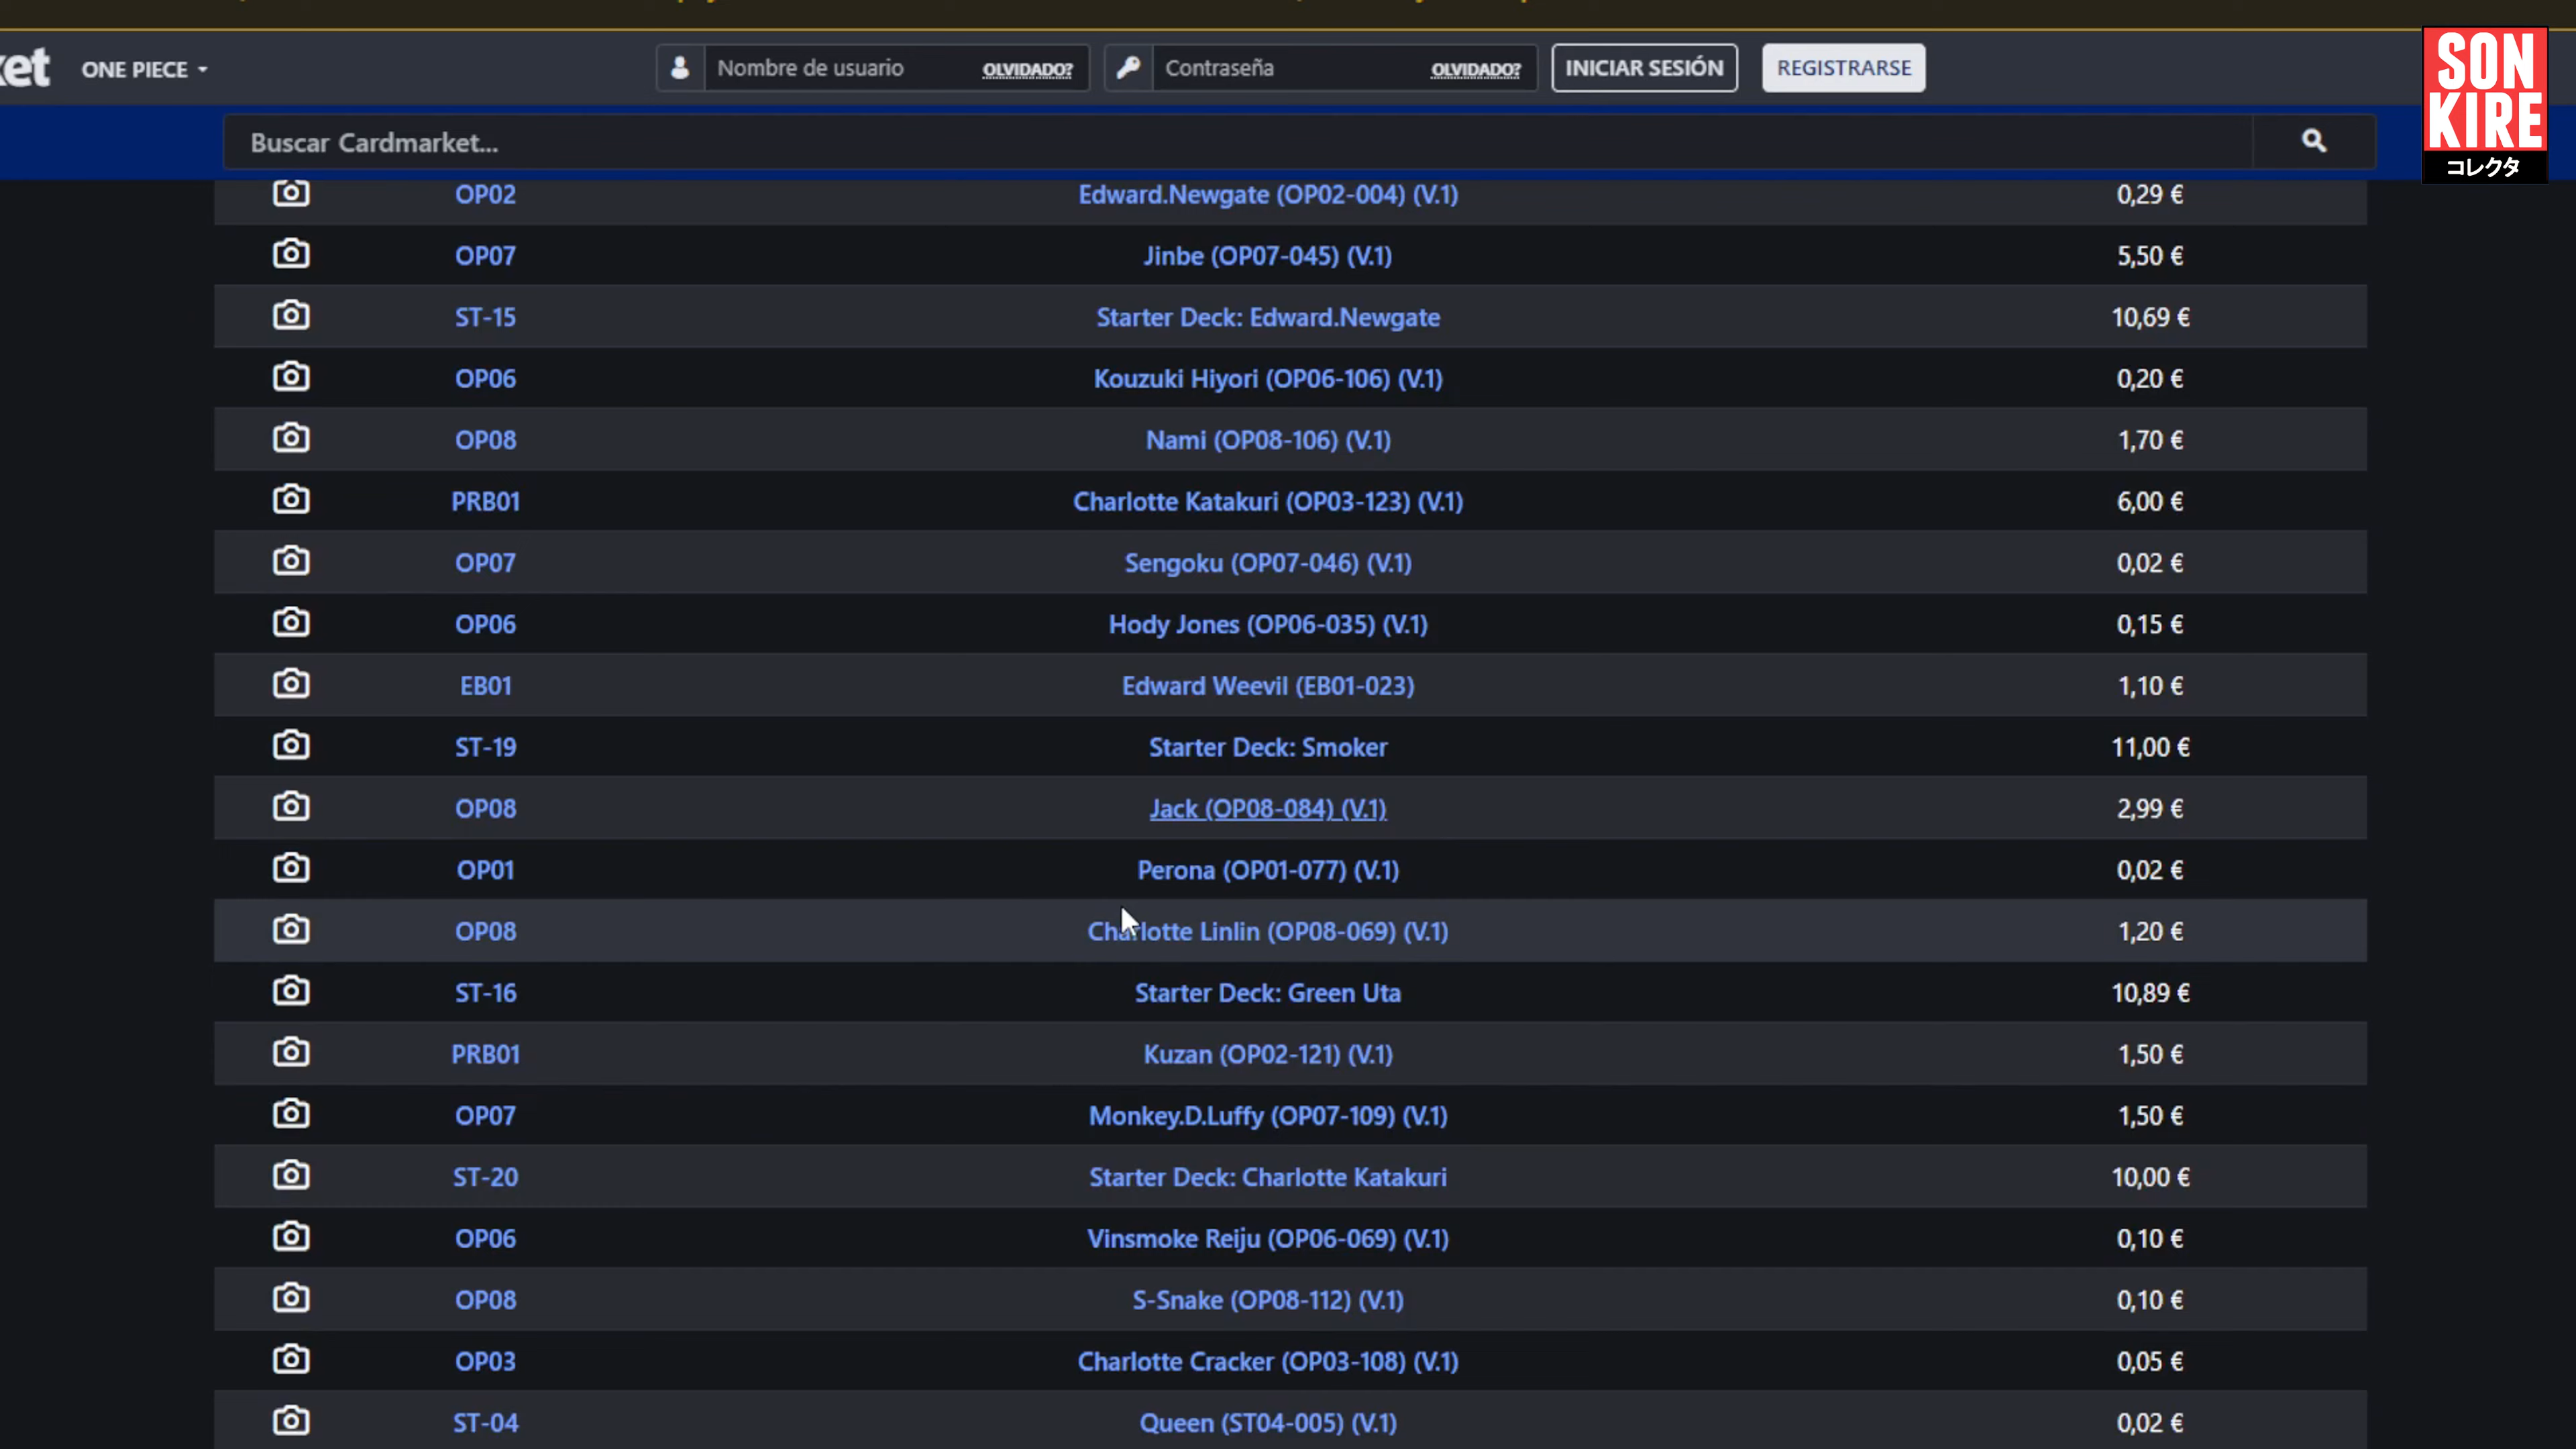 ket ONE PIECE Nombre de usuario OLVIDADO? Contraseña OLVIDADO? INICIAR SESIÓN REGISTRARSE
SON
KIRE
コレクタ
Buscar Cardmarket...
OP02 Edward.Newgate (OP02-004) (V.1) 0,29 €
OP07 Jinbe (OP07-045) (V.1) 5,50 €
ST-15 Starter Deck: Edward.Newgate 10,69 €
OP06 Kouzuki Hiyori (OP06-106) (V.1) 0,20 €
OP08 Nami (OP08-106) (V.1) 1,70 €
PRB01 Charlotte Katakuri (OP03-123) (V.1) 6,00 €
OP07 Sengoku (OP07-046) (V.1) 0,02 €
OP06 Hody Jones (OP06-035) (V.1) 0,15 €
EB01 Edward Weevil (EB01-023) 1,10 €
ST-19 Starter Deck: Smoker 11,00 €
OP08 Jack (OP08-084) (V.1) 2,99 €
OP01 Perona (OP01-077) (V.1) 0,02 €
OP08 Charlotte Linlin (OP08-069) (V.1) 1,20 €
ST-16 Starter Deck: Green Uta 10,89 €
PRB01 Kuzan (OP02-121) (V.1) 1,50 €
OP07 Monkey.D.Luffy (OP07-109) (V.1) 1,50 €
ST-20 Starter Deck: Charlotte Katakuri 10,00 €
OP06 Vinsmoke Reiju (OP06-069) (V.1) 0,10 €
OP08 S-Snake (OP08-112) (V.1) 0,10 €
OP03 Charlotte Cracker (OP03-108) (V.1) 0,05 €
ST-04 Queen (ST04-005) (V.1) 0,02 €